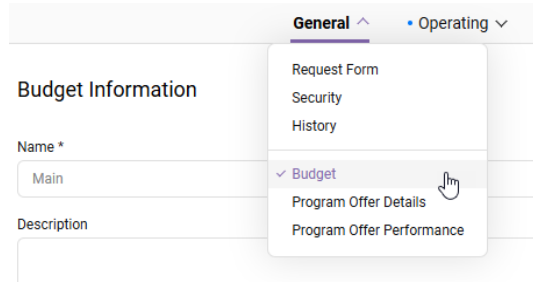 General
• Operating
Request Form
Security
History
Budget Information
Name *
Main
✓ Budget
Program Offer Details
Description
Program Offer Performance